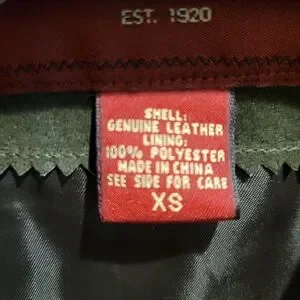 EST. 1920
SHELL:
GENUINE LEATHER
LINING:
100% POLYESTER
MADE IN CHINA
SEE SIDE FOR CARE
XS